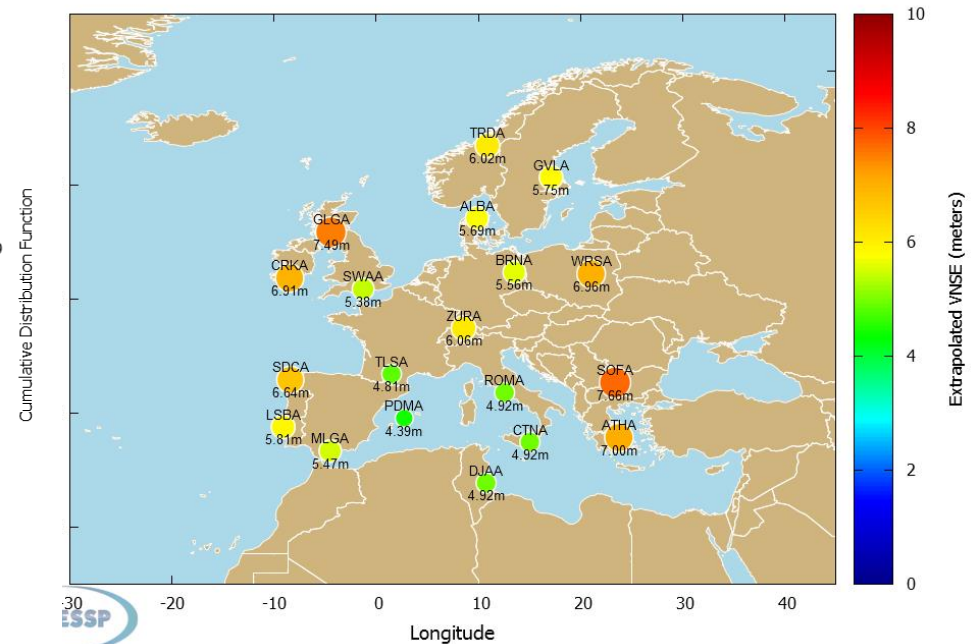 Cumulative Distribution Function
TRDA
6.02m
GVLA
5.75m
ALBA
5.69m
GLGA
7.49m
BRNA
5.56m
WRSA
6.96m
CRKA
6.91m
SWAA
5.38m
ZURA
6.06m
SDCA
6.64m
TLSA
4.81m
ROMA
4.92m
SOFA
7.66m
LSBA
5.81m
PDMA
4.39m
MLGA
5.47m
CTNA
4.92m
ATHA
7.00m
DJAA
4.92m
-30 -20 -10 0 10 20 30 40
Longitude
ESSP
10
8
6
4
2
0
Extrapolated VNSE (meters)